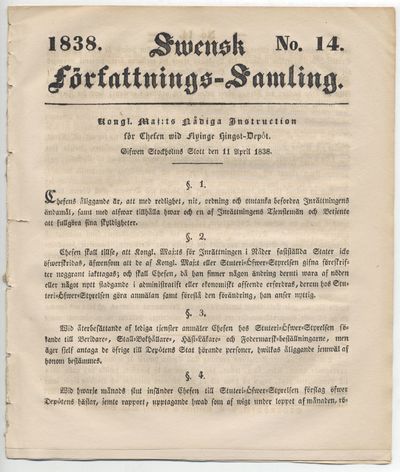 1838. Swensk No. 14.
Författnings-Samling.
Kongl. Maj:ts Nådiga Instruction
för Chefen wid Flyinge Hingst-Depôt.
Gifwen Stockholms Slott den 11 April 1838.
§. 1.
Chefens åliggande är, att med redlighet, nit, ordning och omtanka befordra Inrättningens
ändamål, samt med alfwar tillhålla hwar och en af Inrättningens Tjenstemän och Betjente
att fullgöra sina skyldigheter.
§. 2.
Chefen skall tillse, att Kongl. Maj:ts för Inrättningen i Nåder fastställda Stater icke
öfwerskridas, äfwensom att de af Kongl. Maj:t eller Stuteri-Öfwer-Styrelsen gifna föreskrif-
ter noggrant iakttagas; och skall Chefen, då han finner någon ändring dernti wara af nöden
eller något nytt stadgande i administratift eller ekonomiskt afseende erfordras, derom hos Stu-
teri-Öfwer-Styrelsen göra anmälan samt föreslå den förändring, han anser nyttig.
§. 3.
Wid återbesättande af lediga tjenster anmäler Chefen hos Stuteri-Öfwer-Styrelsen sö-
kande till Beridare-, Stall-Bokhållare-, Häst-Läkare- och Fodermarsk-beställningarne, men
äger sjelf antaga de öfrige till Depôtens Stat hörande personer, hwilkas åliggande jemwäl af
honom bestämmes.
§. 4.
Wid hwarje månads slut insänder Chefen till Stuteri-Öfwer-Styrelsen förslag öfwer
Depôtens hästar, jemte rapport, upptagande hwad som af wigt under loppet af månaden, rö-